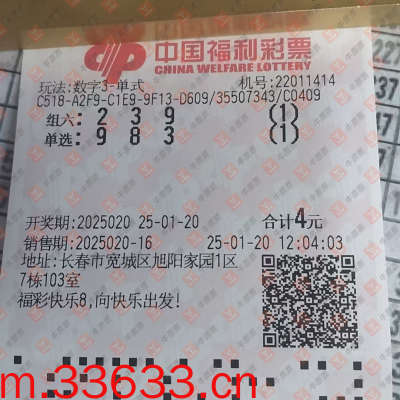 中国福利彩票
CHINA WELFARE LOTTERY
玩法:数字3-单式 机号:22011414
C518-A2F9-C1E9-9F13-D609/35507343/C0409
组六: 2 3 9 (1)
单选: 9 8 3 (1)
开奖期:2025020 25-01-20 合计4元
销售期:2025020-16 25-01-20 12:04:03
地址:长春市宽城区旭阳家园1区
7栋103室
福彩快乐8,向快乐出发!
m.33633.cn